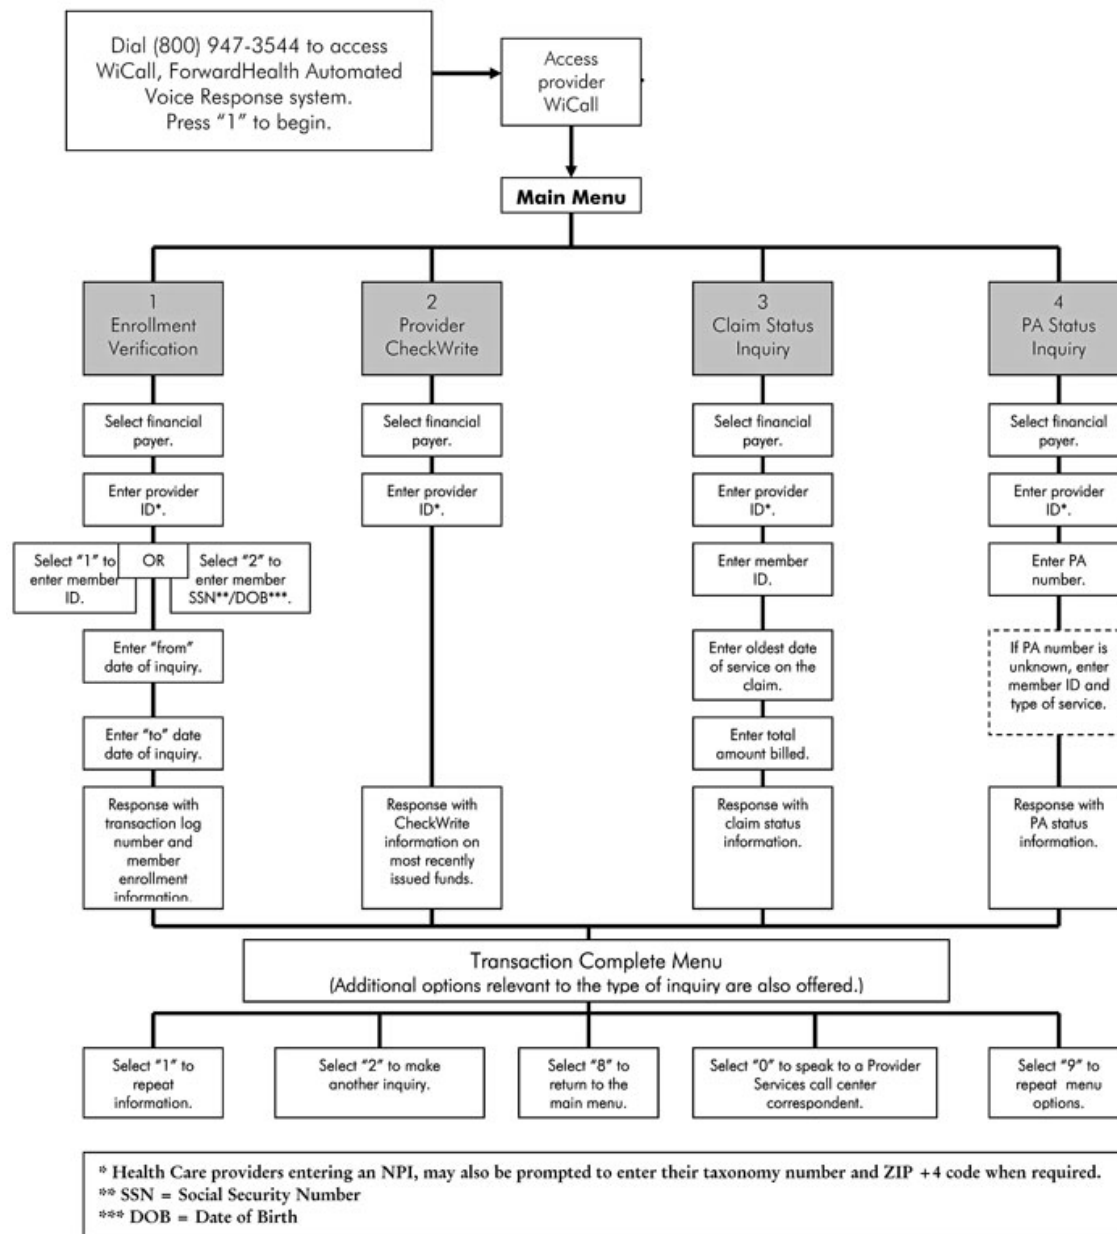 Dial (800) 947-3544 to access
WiCall, ForwardHealth Automated
Voice Response system.
Press “1” to begin.
Access
provider
WiCall
Main Menu
1
Enrollment
Verification
2
Provider
CheckWrite
3
Claim Status
Inquiry
4
PA Status
Inquiry
Select financial
payer.
Select financial
payer.
Select financial
payer.
Select financial
payer.
Enter provider
ID*.
Enter provider
ID*.
Enter provider
ID*.
Enter provider
ID*.
Select “1” to
enter member
ID.
OR
Select “2” to
enter member
SSN**/DOB***.
Enter member
ID.
Enter PA
number.
Enter “from”
date of inquiry.
Enter oldest date
of service on the
claim.
If PA number is
unknown, enter
member ID and
type of service.
Enter “to” date
date of inquiry.
Enter total
amount billed.
Response with
transaction log
number and
member
enrollment
information.
Response with
CheckWrite
information on
most recently
issued funds.
Response with
claim status
information.
Response with
PA status
information.
Transaction Complete Menu
(Additional options relevant to the type of inquiry are also offered.)
Select “1” to
repeat
information.
Select “2” to make
another inquiry.
Select “8” to
return to the
main menu.
Select “0” to speak to a Provider
Services call center
correspondent.
Select “9” to
repeat menu
options.
* Health Care providers entering an NPI, may also be prompted to enter their taxonomy number and ZIP +4 code when required.
** SSN = Social Security Number
*** DOB = Date of Birth